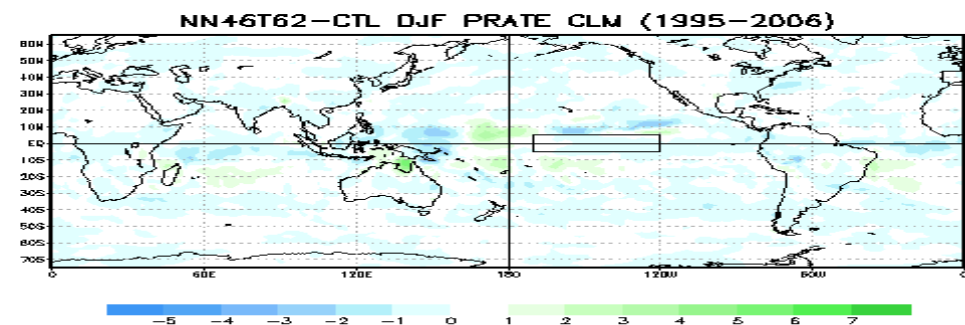 NN46T62-CTL DJF PRATE CLM (1995-2006)
60N
50N
40N
30N
20N
10N
EQ
10S
20S
30S
40S
50S
60S
70S
0 60E 120E 180 120W 60W 0
-5 -4 -3 -2 -1 0 1 2 3 4 5 6 7